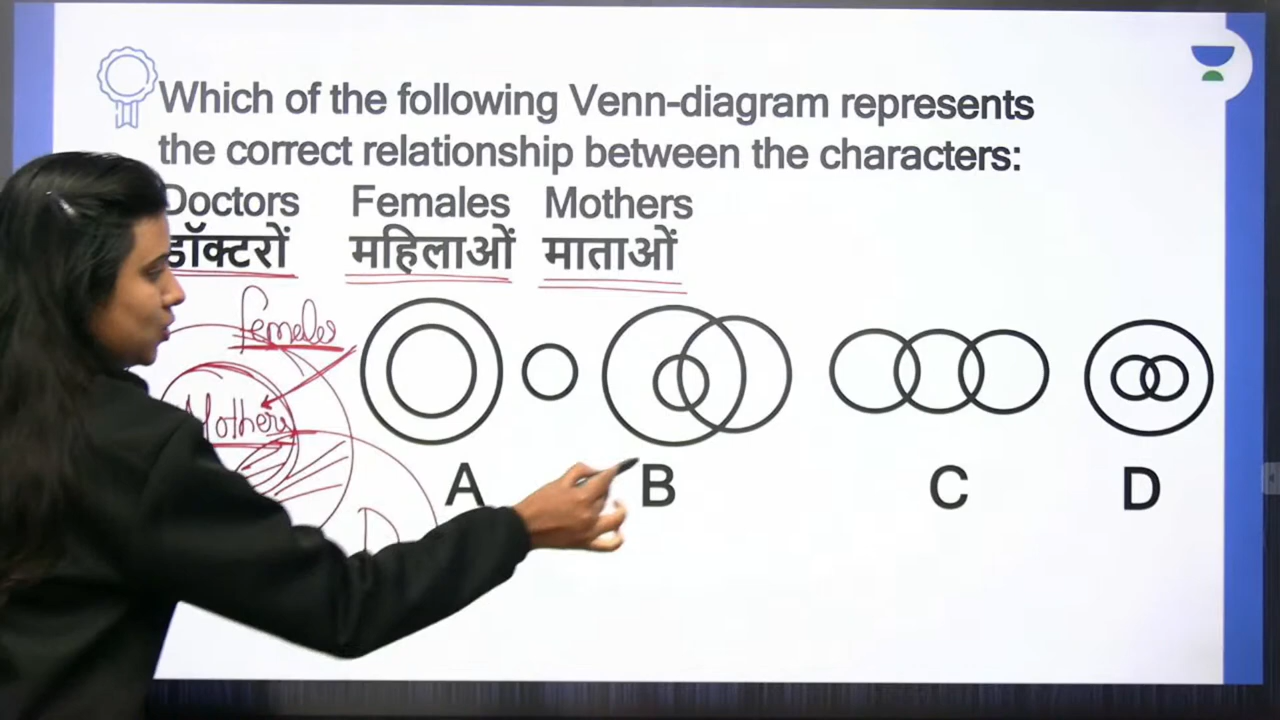 Which of the following Venn-diagram represents
the correct relationship between the characters:
Doctors Females Mothers
डॉक्टरों महिलाओं माताओं
Females
Mothers
D
A B C D